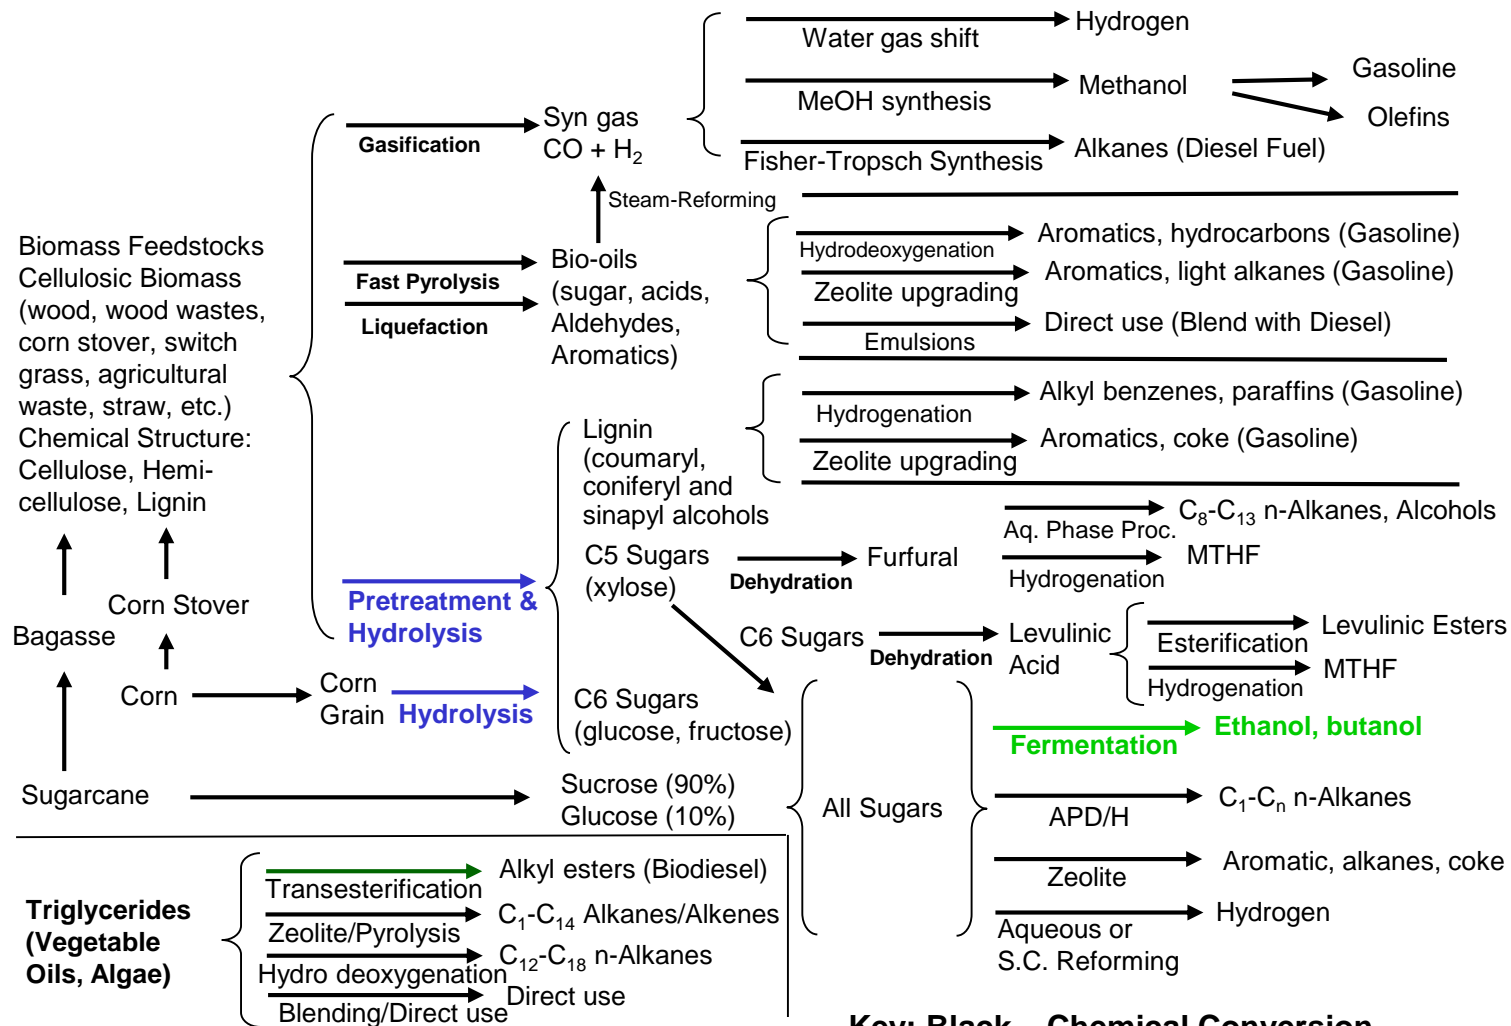 Water gas shift
Hydrogen
MeOH synthesis
Methanol
Gasoline
Olefins
Fisher-Tropsch Synthesis
Alkanes (Diesel Fuel)
Gasification
Syn gas
CO + H2
Steam-Reforming
Biomass Feedstocks
Cellulosic Biomass
(wood, wood wastes,
corn stover, switch
grass, agricultural
waste, straw, etc.)
Chemical Structure:
Cellulose, Hemi-
cellulose, Lignin
Fast Pyrolysis
Liquefaction
Bio-oils
(sugar, acids,
Aldehydes,
Aromatics)
Hydrodeoxygenation
Aromatics, hydrocarbons (Gasoline)
Zeolite upgrading
Aromatics, light alkanes (Gasoline)
Emulsions
Direct use (Blend with Diesel)
Lignin
(coumaryl,
coniferyl and
sinapyl alcohols
Hydrogenation
Alkyl benzenes, paraffins (Gasoline)
Zeolite upgrading
Aromatics, coke (Gasoline)
Pretreatment &
Hydrolysis
C5 Sugars
(xylose)
Dehydration
Furfural
Aq. Phase Proc.
C8-C13 n-Alkanes, Alcohols
Hydrogenation
MTHF
C6 Sugars
Dehydration
Levulinic
Acid
Esterification
Levulinic Esters
Hydrogenation
MTHF
Bagasse
Corn Stover
Corn
Corn
Grain
Hydrolysis
C6 Sugars
(glucose, fructose)
Sugarcane
Sucrose (90%)
Glucose (10%)
All Sugars
Fermentation
Ethanol, butanol
APD/H
C1-Cn n-Alkanes
Zeolite
Aromatic, alkanes, coke
Aqueous or
S.C. Reforming
Hydrogen
Triglycerides
(Vegetable
Oils, Algae)
Transesterification
Alkyl esters (Biodiesel)
Zeolite/Pyrolysis
C1-C14 Alkanes/Alkenes
Hydro deoxygenation
C12-C18 n-Alkanes
Blending/Direct use
Direct use
Key: Black – Chemical Conversion